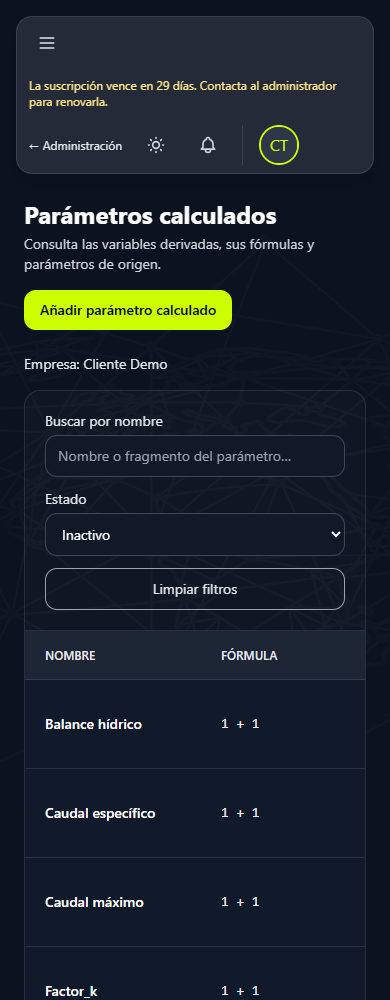 La suscripción vence en 29 días. Contacta al administrador
para renovarla.
← Administración
CT
Parámetros calculados
Consulta las variables derivadas, sus fórmulas y
parámetros de origen.
Añadir parámetro calculado
Empresa: Cliente Demo
Buscar por nombre
Nombre o fragmento del parámetro...
Estado
Inactivo
Limpiar filtros
NOMBRE FÓRMULA
Balance hídrico 1 + 1
Caudal específico 1 + 1
Caudal máximo 1 + 1
Factor_k 1 + 1